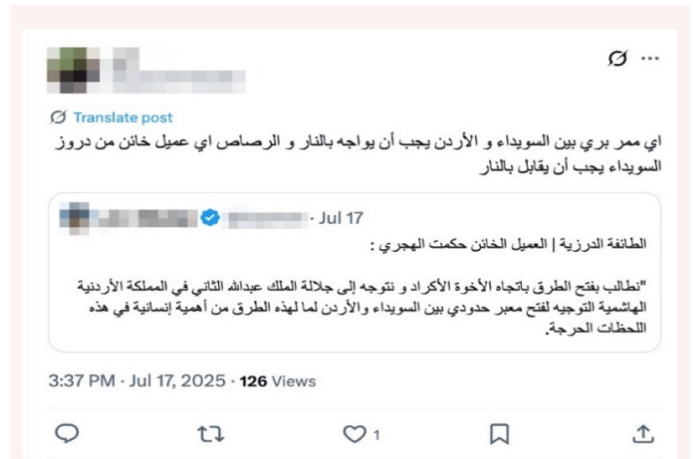 Translate post
اي ممر بري بين السويداء و الأردن يجب أن يواجه بالنار و الرصاص اي عميل خائن من دروز
السويداء يجب أن يقابل بالنار
· Jul 17
الطائفة الدرزية | العميل الخائن حكمت الهجري :
"نطالب بفتح الطرق باتجاه الأخوة الأكراد و نتوجه إلى جلالة الملك عبدالله الثاني في المملكة الأردنية
الهاشمية التوجيه لفتح معبر حدودي بين السويداء والأردن لما لهذه الطرق من أهمية إنسانية في هذه
اللحظات الحرجة.
3:37 PM · Jul 17, 2025 · 126 Views
1